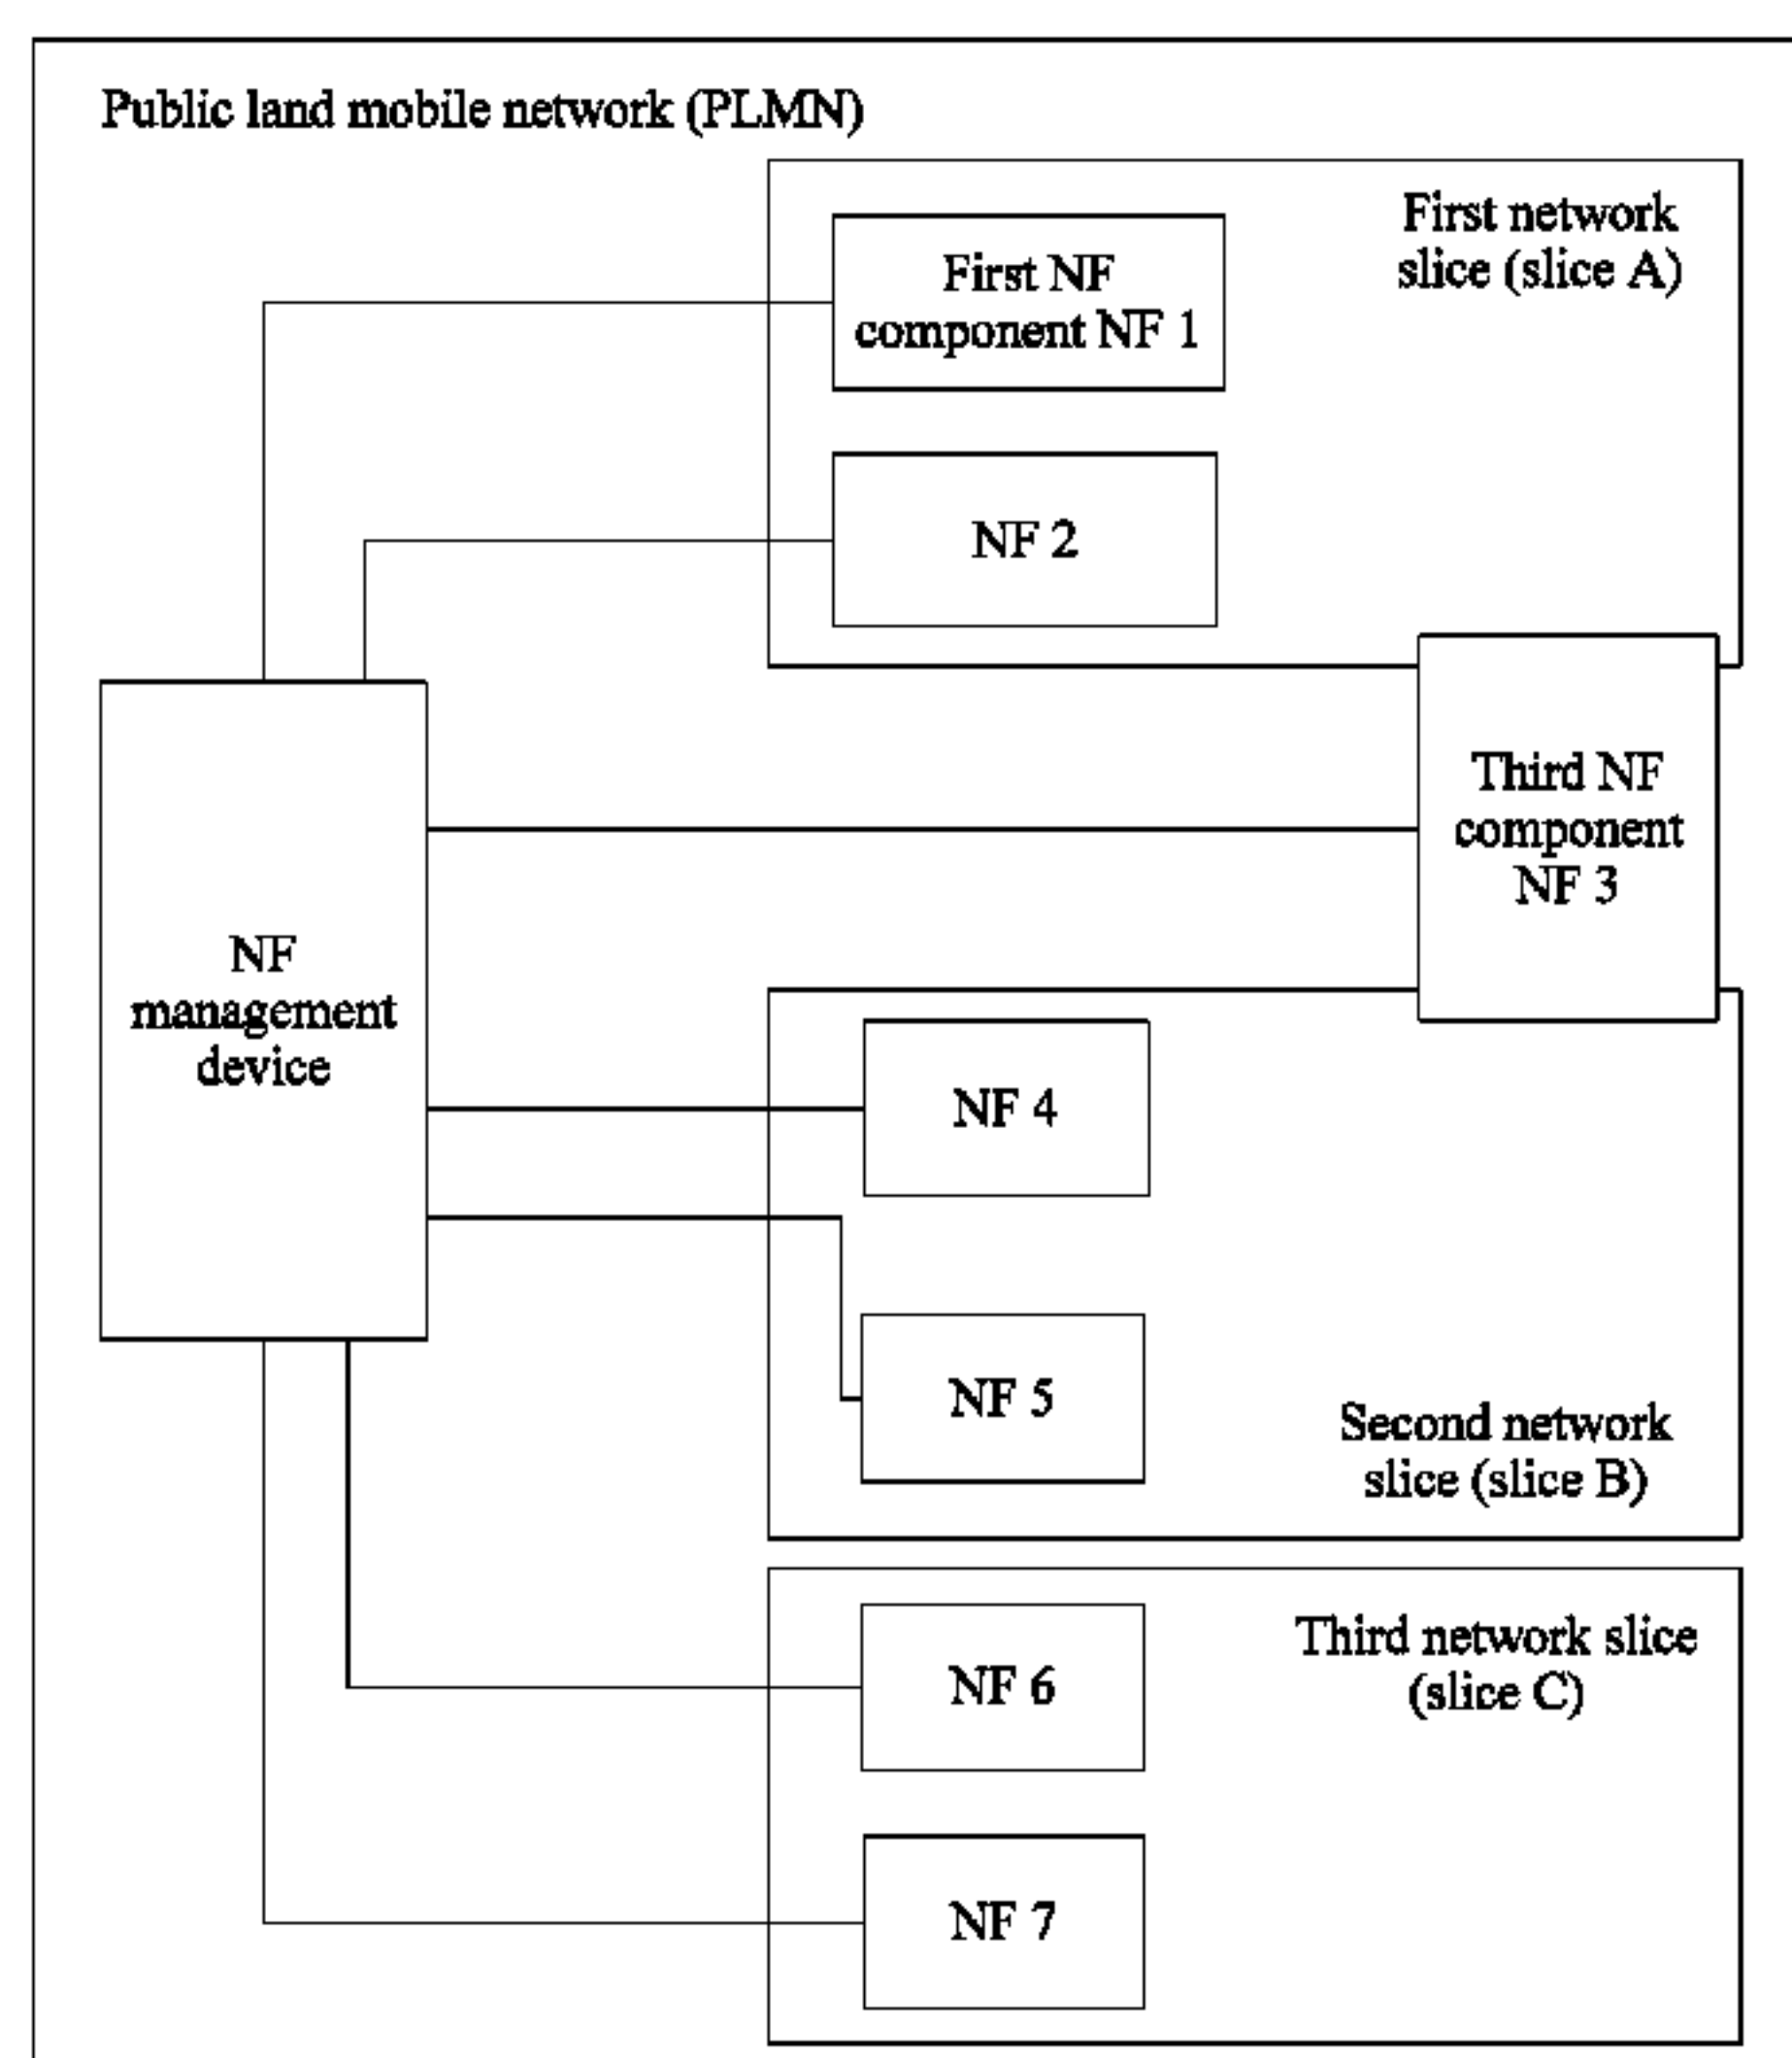 Public land mobile network (PLMN)
First network
slice (slice A)
First NF
component NF 1
NF 2
Third NF
component
NF 3
NF
management
device
NF 4
NF 5
Second network
slice (slice B)
Third network slice
(slice C)
NF 6
NF 7